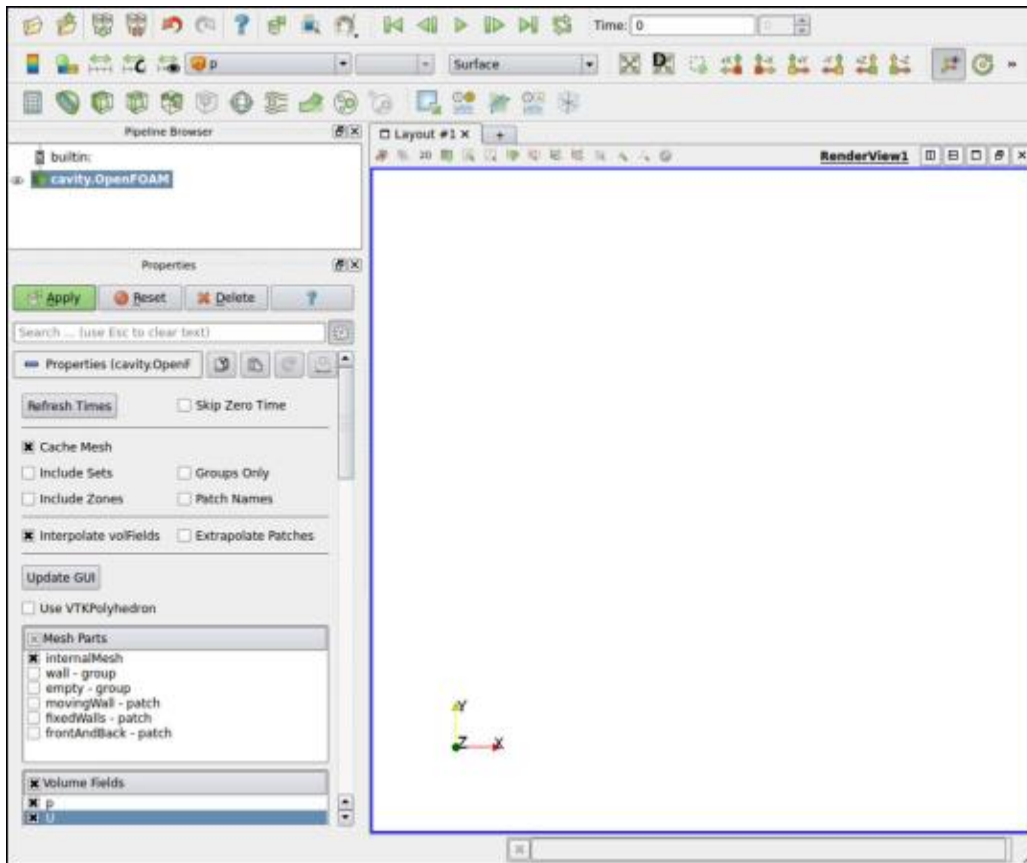 Time: 0 0
p Surface
Pipeline Browser
Layout #1
builtin:
3D
RenderView1
cavity.OpenFOAM
Properties
Apply Reset Delete ?
Search ... (use Esc to clear text)
Properties (cavity.OpenF
Refresh Times Skip Zero Time
Cache Mesh
Include Sets Groups Only
Include Zones Patch Names
Interpolate volFields Extrapolate Patches
Update GUI
Use VTKPolyhedron
Mesh Parts
internalMesh
wall - group
empty - group
movingWall - patch
fixedWalls - patch
frontAndBack - patch
Y
Z X
Volume Fields
p
U